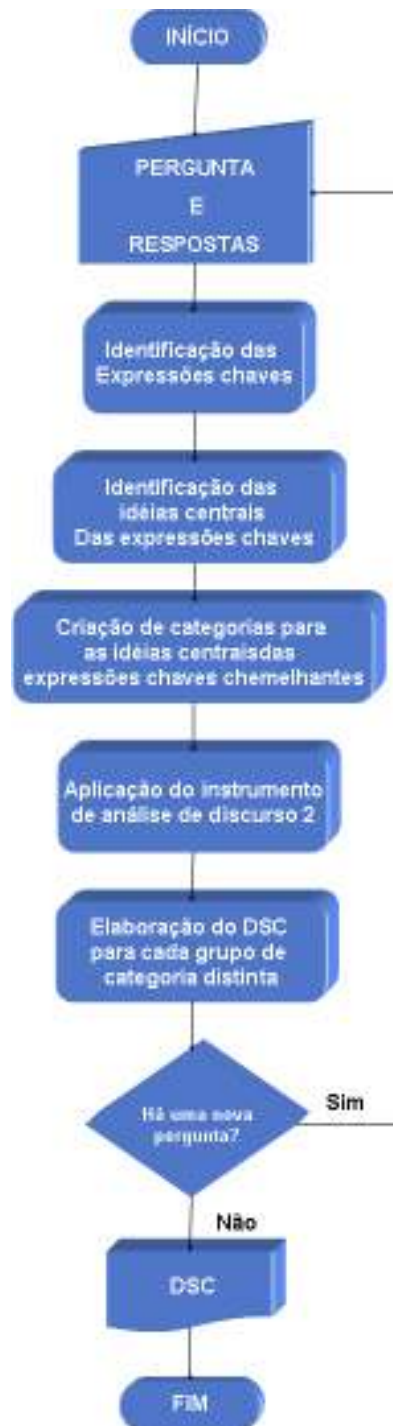 INÍCIO
PERGUNTA
E
RESPOSTAS
Identificação das
Expressões chaves
Identificação das
idéias centrais
Das expressões chaves
Criação de categorias para
as idéias centraisdas
expressões chaves chemelhantes
Aplicação do instrumento
de análise de discurso 2
Elaboração do DSC
para cada grupo de
categoria distinta
Há uma nova
pergunta?
Sim
Não
DSC
FIM